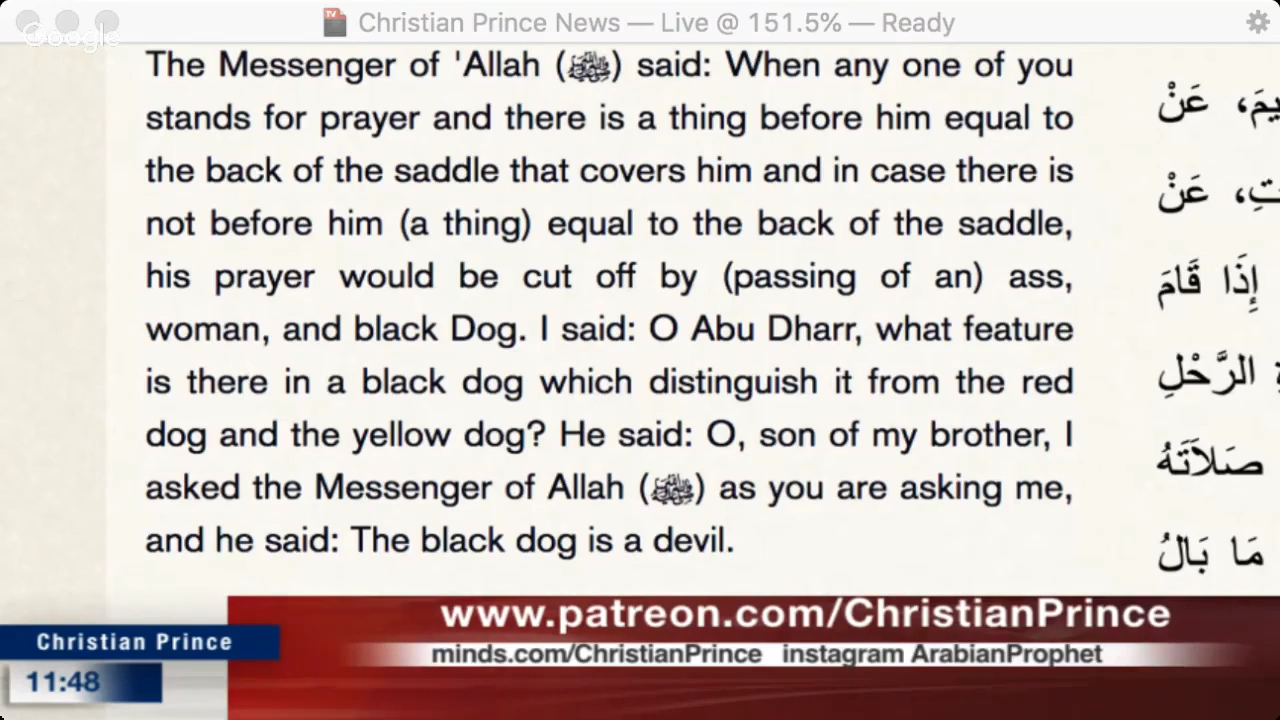 Christian Prince News — Live @ 151.5% — Ready
Google
The Messenger of 'Allah (ﷺ) said: When any one of you
stands for prayer and there is a thing before him equal to
the back of the saddle that covers him and in case there is
not before him (a thing) equal to the back of the saddle,
his prayer would be cut off by (passing of an) ass,
woman, and black Dog. I said: O Abu Dharr, what feature
is there in a black dog which distinguish it from the red
dog and the yellow dog? He said: O, son of my brother, I
asked the Messenger of Allah (ﷺ) as you are asking me,
and he said: The black dog is a devil.
عَنْ
عَنْ
إِذَا قَامَ
الرَّحْلِ
صَلاَتَهُ
مَا بَالُ
www.patreon.com/ChristianPrince
Christian Prince
minds.com/ChristianPrince instagram ArabianProphet
11:48